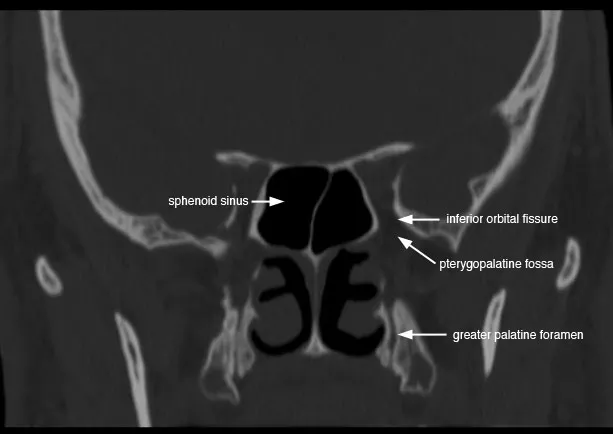 sphenoid sinus
inferior orbital fissure
pterygopalatine fossa
greater palatine foramen